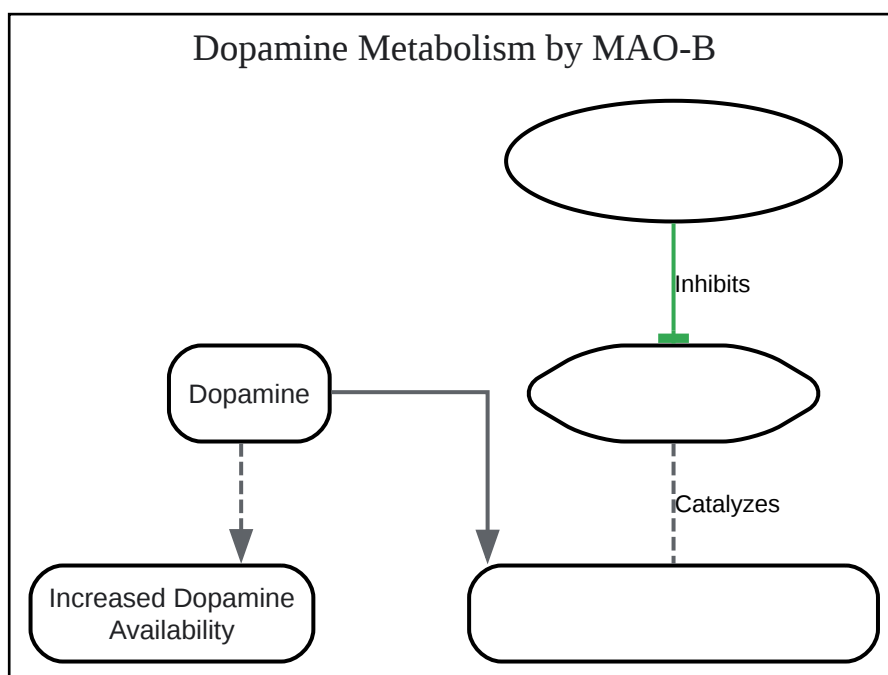 Dopamine Metabolism by MAO-B
Inhibits
Dopamine
Catalyzes
Increased Dopamine
Availability